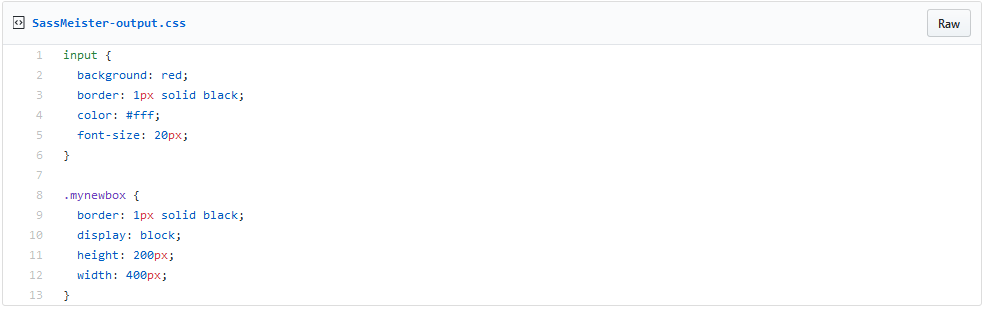 SassMeister-output.css
Raw
1 input {
2   background: red;
3   border: 1px solid black;
4   color: #fff;
5   font-size: 20px;
6 }
7
8 .mynewbox {
9   border: 1px solid black;
10   display: block;
11   height: 200px;
12   width: 400px;
13 }